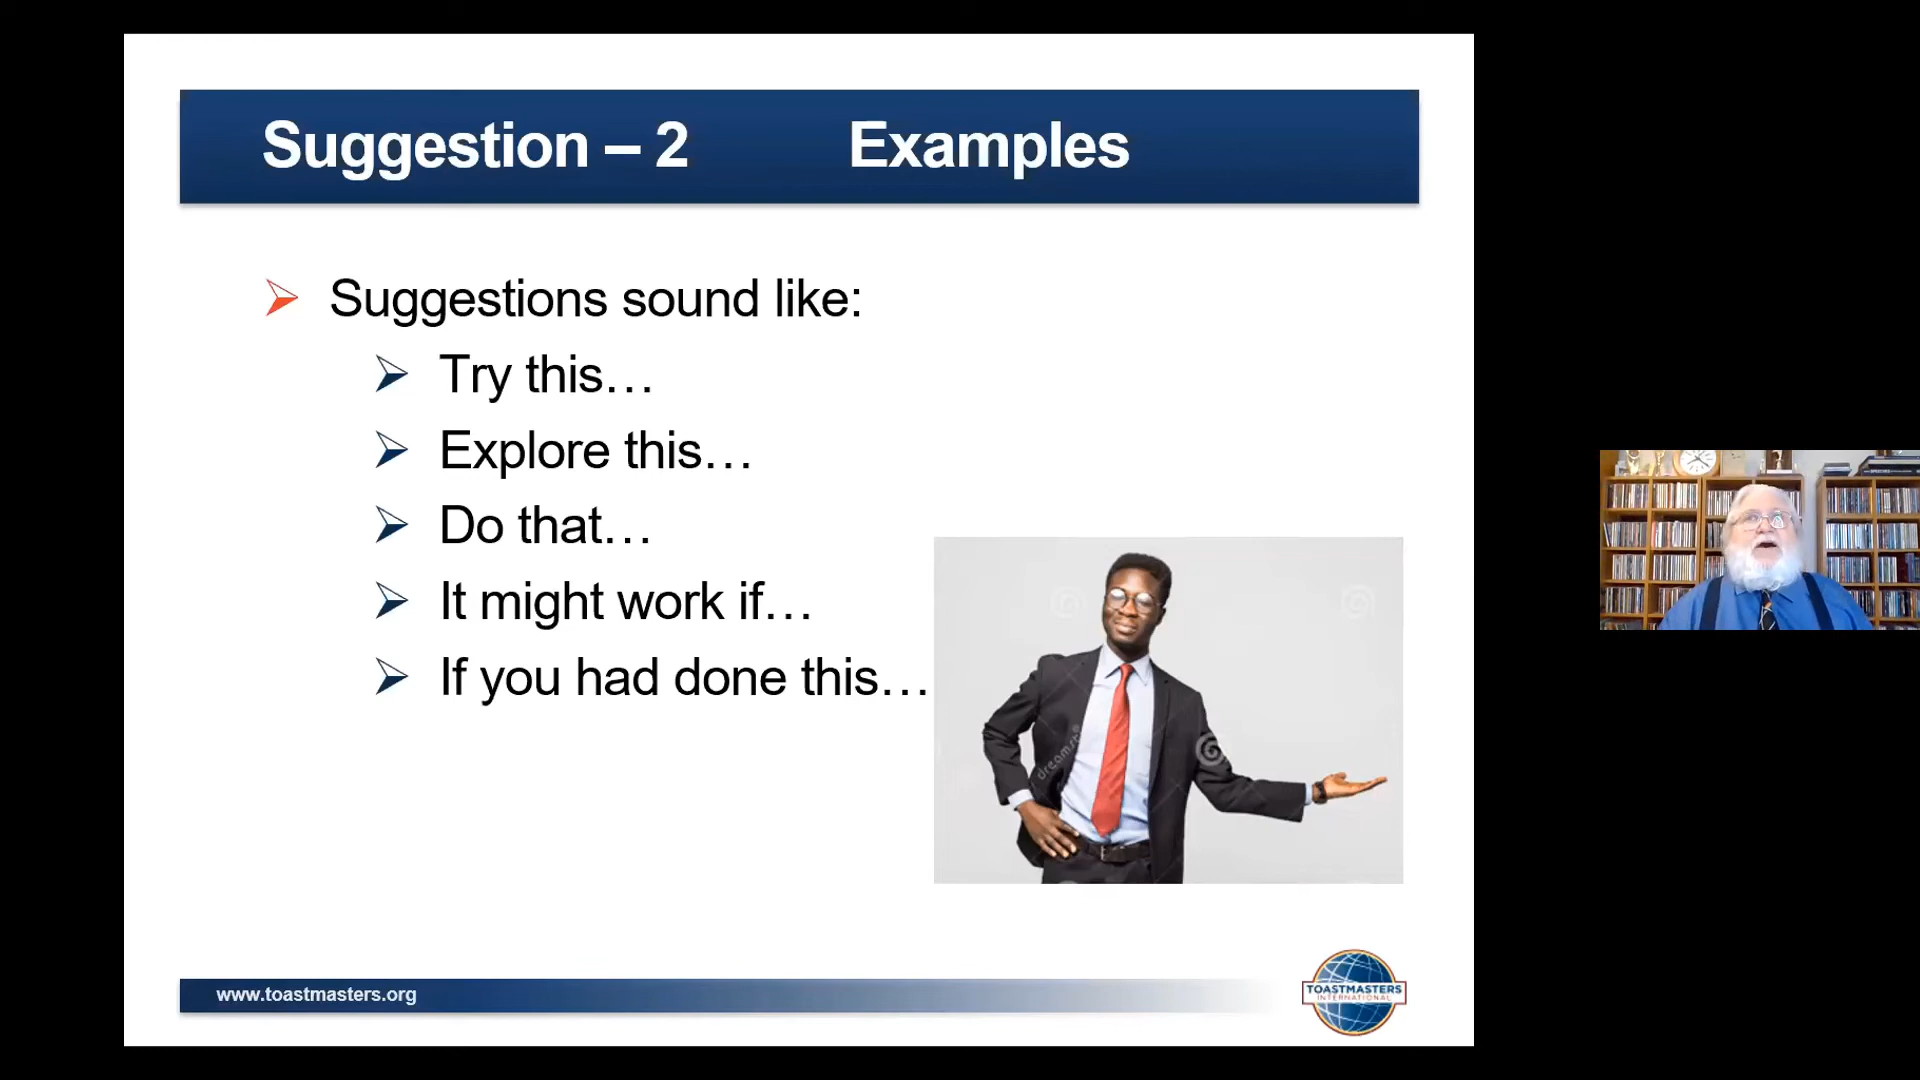 Suggestion – 2 Examples
Suggestions sound like:
Try this…
Explore this…
Do that…
It might work if…
If you had done this…
dreamsti
www.toastmasters.org
TOASTMASTERS
INTERNATIONAL